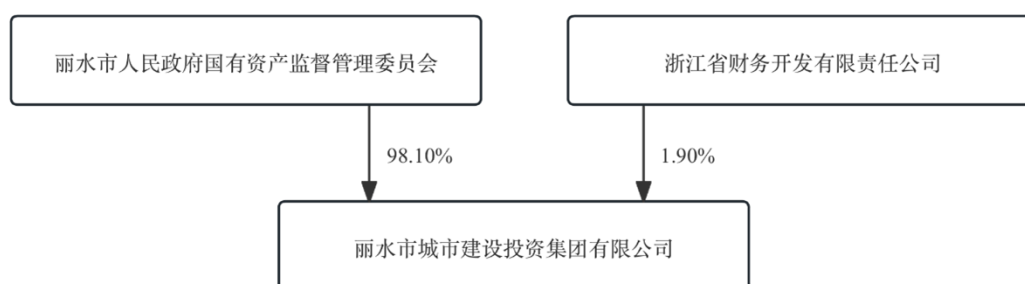 丽水市人民政府国有资产监督管理委员会
浙江省财务开发有限责任公司
98.10%
1.90%
丽水市城市建设投资集团有限公司